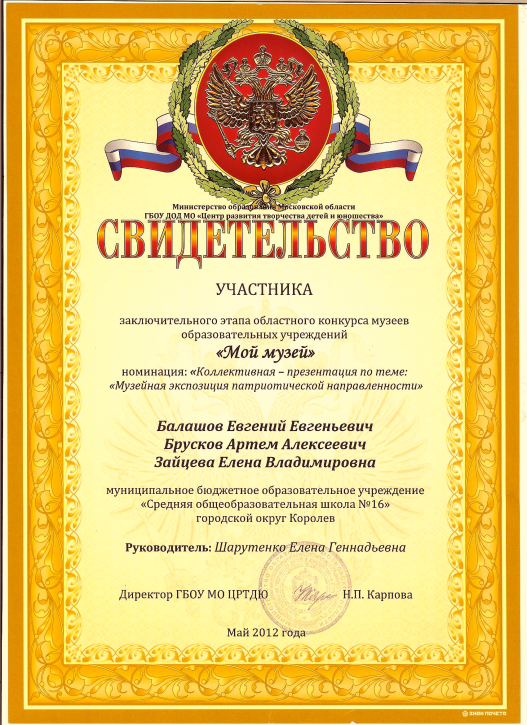 Министерство образования Московской области
ГБОУ ДОД МО «Центр развития творчества детей и юношества»
СВИДЕТЕЛЬСТВО
УЧАСТНИКА
заключительного этапа областного конкурса музеев
образовательных учреждений
«Мой музей»
номинация: «Коллективная – презентация по теме:
«Музейная экспозиция патриотической направленности»
Балашов Евгений Евгеньевич
Брусков Артем Алексеевич
Зайцева Елена Владимировна
муниципальное бюджетное образовательное учреждение
«Средняя общеобразовательная школа №16»
городской округ Королев
Руководитель: Шарутенко Елена Геннадьевна
Директор ГБОУ МО ЦРТДЮ Н.П. Карпова
Май 2012 года
ЗНАК ПОЧЕТА